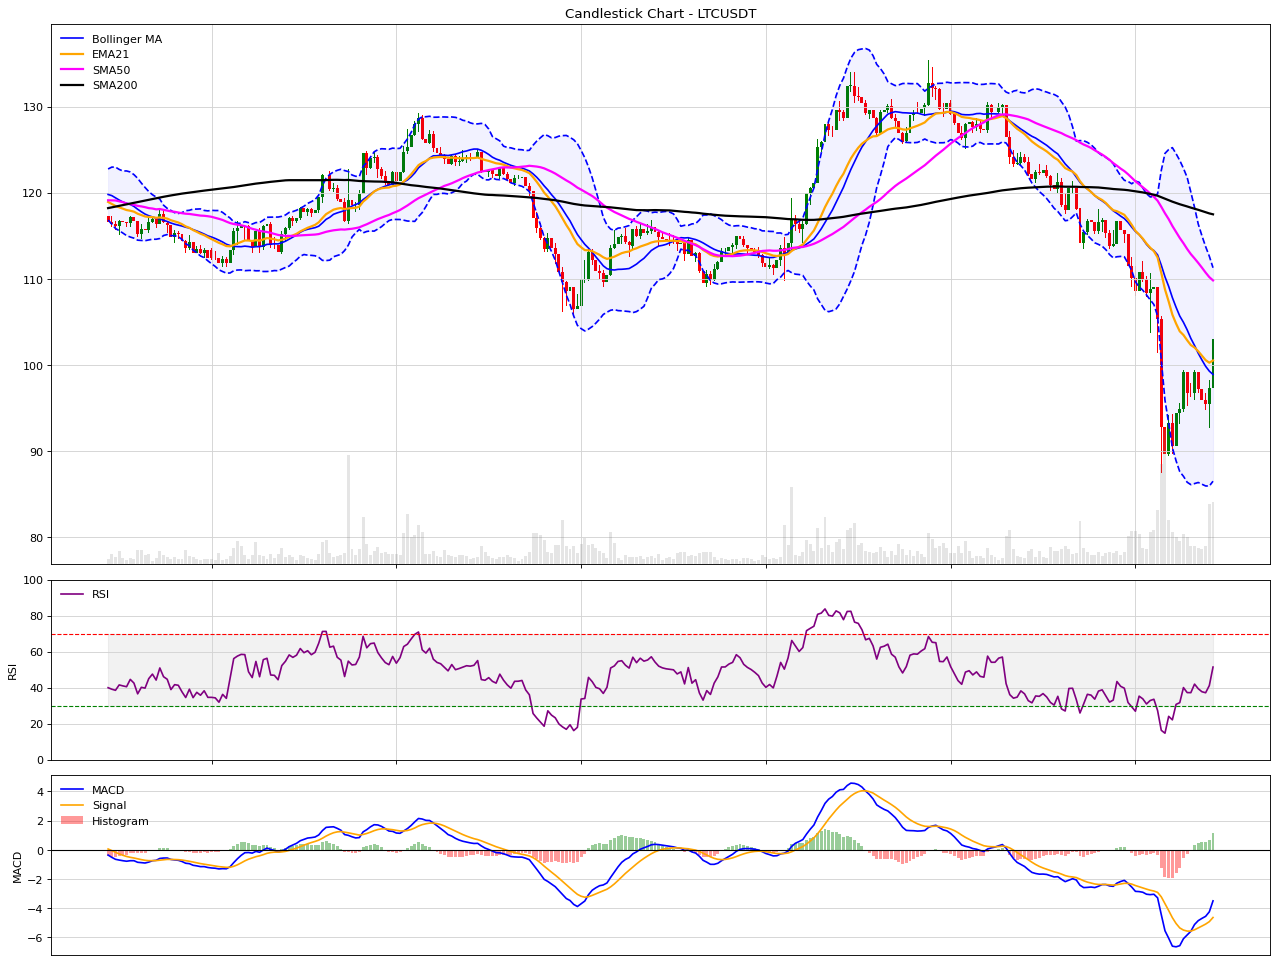 Candlestick Chart - LTCUSDT
Bollinger MA
EMA21
SMA50
SMA200
130
120
110
100
90
80
100
80
60
40
20
0
RSI
RSI
4
2
0
−2
−4
−6
MACD
MACD
Signal
Histogram